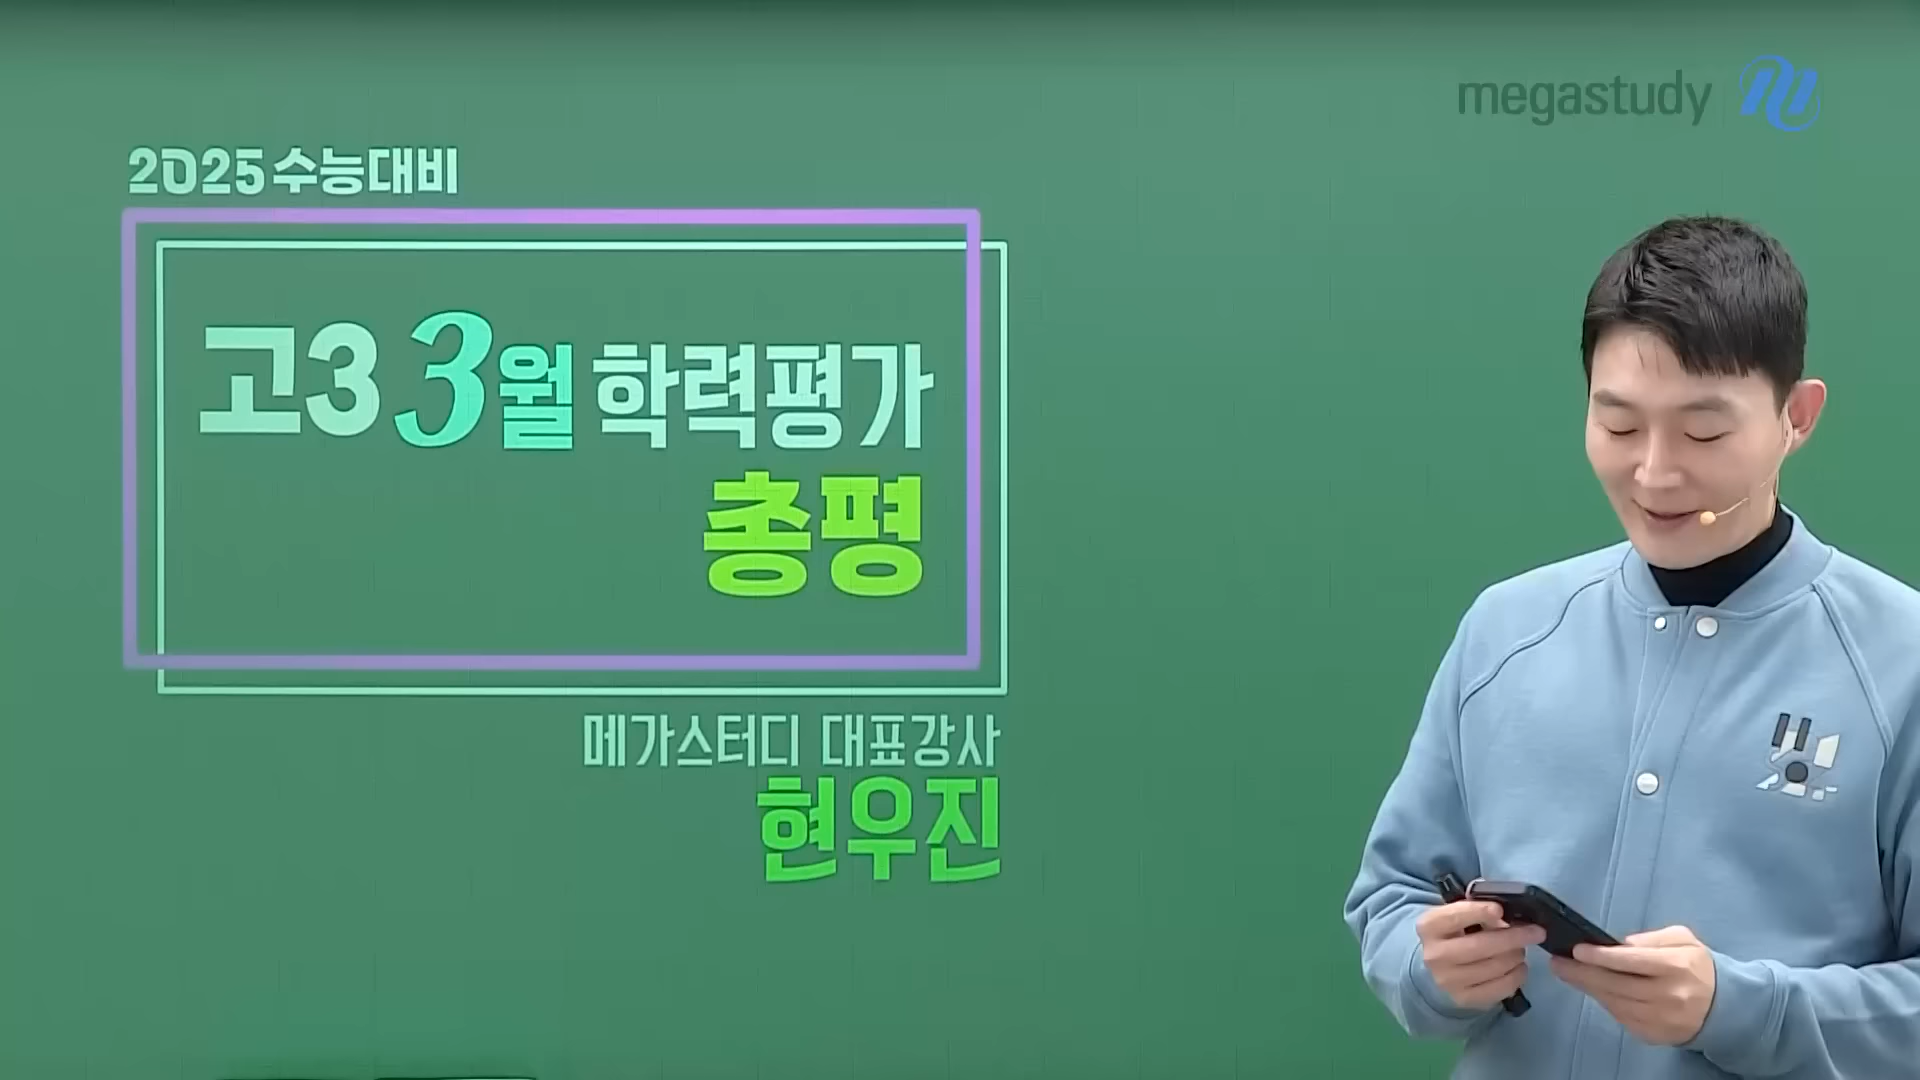 megastudy
2025 수능대비
고3 3월 학력평가
총평
메가스터디 대표강사
현우진